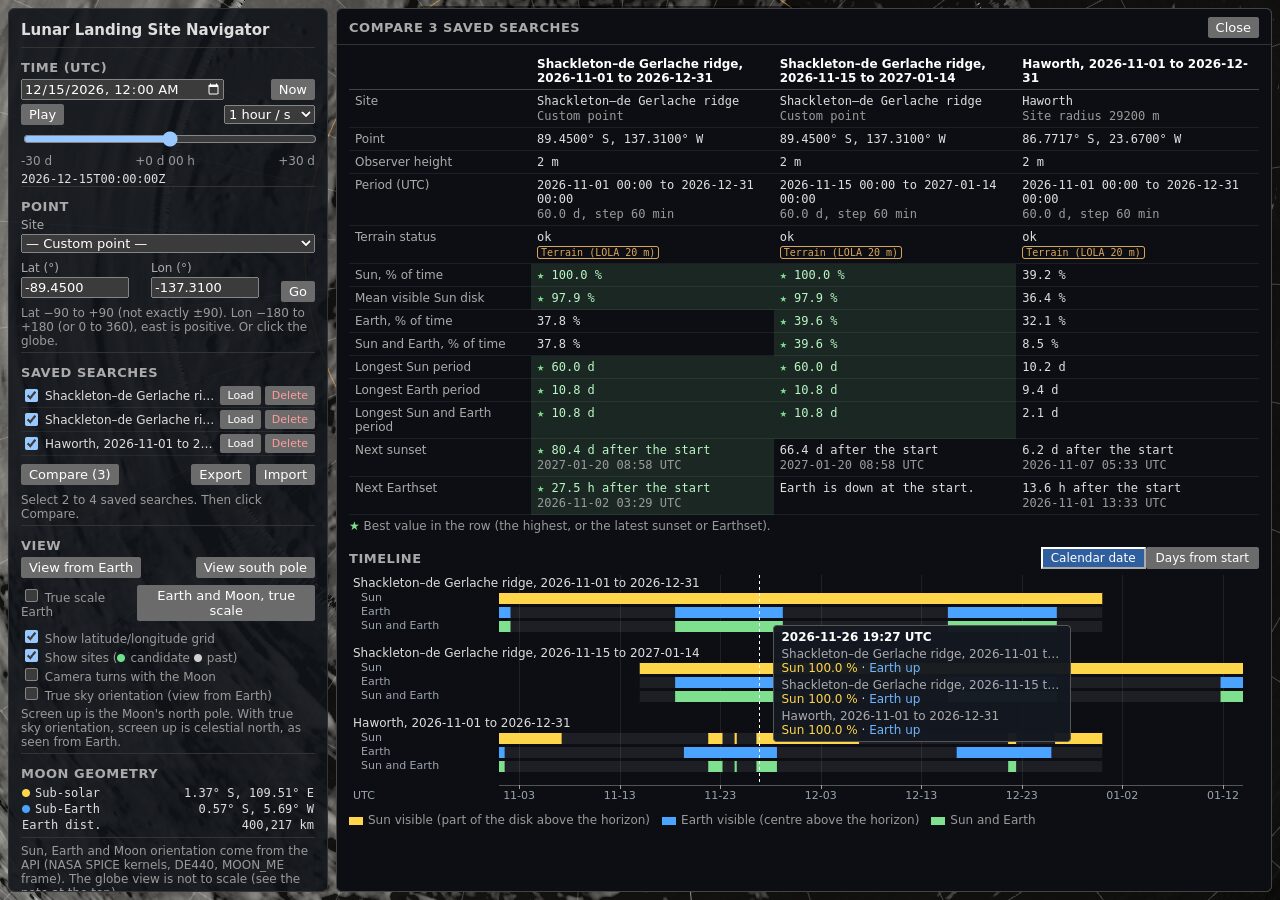 Lunar Landing Site Navigator
TIME (UTC)
12/15/2026, 12:00 AM
Now
Play
1 hour / s
-30 d
+0 d 00 h
+30 d
2026-12-15T00:00:00Z
POINT
Site
— Custom point —
Lat (°)
Lon (°)
-89.4500
-137.3100
Go
Lat −90 to +90 (not exactly ±90). Lon −180 to
+180 (or 0 to 360), east is positive. Or click the
globe.
SAVED SEARCHES
Shackleton–de Gerlache ri...
Load
Delete
Shackleton–de Gerlache ri...
Load
Delete
Haworth, 2026-11-01 to 2...
Load
Delete
Compare (3)
Export
Import
Select 2 to 4 saved searches. Then click
Compare.
VIEW
View from Earth
View south pole
True scale
Earth
Earth and Moon, true
scale
Show latitude/longitude grid
Show sites (● candidate ● past)
Camera turns with the Moon
True sky orientation (view from Earth)
Screen up is the Moon's north pole. With true
sky orientation, screen up is celestial north, as
seen from Earth.
MOON GEOMETRY
Sub-solar
1.37° S, 109.51° E
Sub-Earth
0.57° S, 5.69° W
Earth dist.
400,217 km
Sun, Earth and Moon orientation come from the
API (NASA SPICE kernels, DE440, MOON_ME
frame). The globe view is not to scale (see the
COMPARE 3 SAVED SEARCHES
Close
Shackleton–de Gerlache ridge,
2026-11-01 to 2026-12-31
Shackleton–de Gerlache ridge,
2026-11-15 to 2027-01-14
Haworth, 2026-11-01 to 2026-12-
31
Site
Shackleton–de Gerlache ridge
Custom point
Shackleton–de Gerlache ridge
Custom point
Haworth
Site radius 29200 m
Point
89.4500° S, 137.3100° W
89.4500° S, 137.3100° W
86.7717° S, 23.6700° W
Observer height
2 m
2 m
2 m
Period (UTC)
2026-11-01 00:00 to 2026-12-31
00:00
60.0 d, step 60 min
2026-11-15 00:00 to 2027-01-14
00:00
60.0 d, step 60 min
2026-11-01 00:00 to 2026-12-31
00:00
60.0 d, step 60 min
Terrain status
ok
Terrain (LOLA 20 m)
ok
Terrain (LOLA 20 m)
ok
Terrain (LOLA 20 m)
Sun, % of time
★ 100.0 %
★ 100.0 %
39.2 %
Mean visible Sun disk
★ 97.9 %
★ 97.9 %
36.4 %
Earth, % of time
37.8 %
★ 39.6 %
32.1 %
Sun and Earth, % of time
37.8 %
★ 39.6 %
8.5 %
Longest Sun period
★ 60.0 d
★ 60.0 d
10.2 d
Longest Earth period
★ 10.8 d
★ 10.8 d
9.4 d
Longest Sun and Earth
period
★ 10.8 d
★ 10.8 d
2.1 d
Next sunset
★ 80.4 d after the start
2027-01-20 08:58 UTC
66.4 d after the start
2027-01-20 08:58 UTC
6.2 d after the start
2026-11-07 05:33 UTC
Next Earthset
★ 27.5 h after the start
2026-11-02 03:29 UTC
Earth is down at the start.
13.6 h after the start
2026-11-01 13:33 UTC
★ Best value in the row (the highest, or the latest sunset or Earthset).
TIMELINE
Calendar date
Days from start
Shackleton–de Gerlache ridge, 2026-11-01 to 2026-12-31
Sun
Earth
Sun and Earth
Shackleton–de Gerlache ridge, 2026-11-15 to 2027-01-14
Sun
Earth
Sun and Earth
Haworth, 2026-11-01 to 2026-12-31
Sun
Earth
Sun and Earth
2026-11-26 19:27 UTC
Shackleton–de Gerlache ridge, 2026-11-01 t...
Sun 100.0 % · Earth up
Shackleton–de Gerlache ridge, 2026-11-15 t...
Sun 100.0 % · Earth up
Haworth, 2026-11-01 to 2026-12-31
Sun 100.0 % · Earth up
UTC
11-03
11-13
11-23
12-03
12-13
12-23
01-02
01-12
Sun visible (part of the disk above the horizon)
Earth visible (centre above the horizon)
Sun and Earth